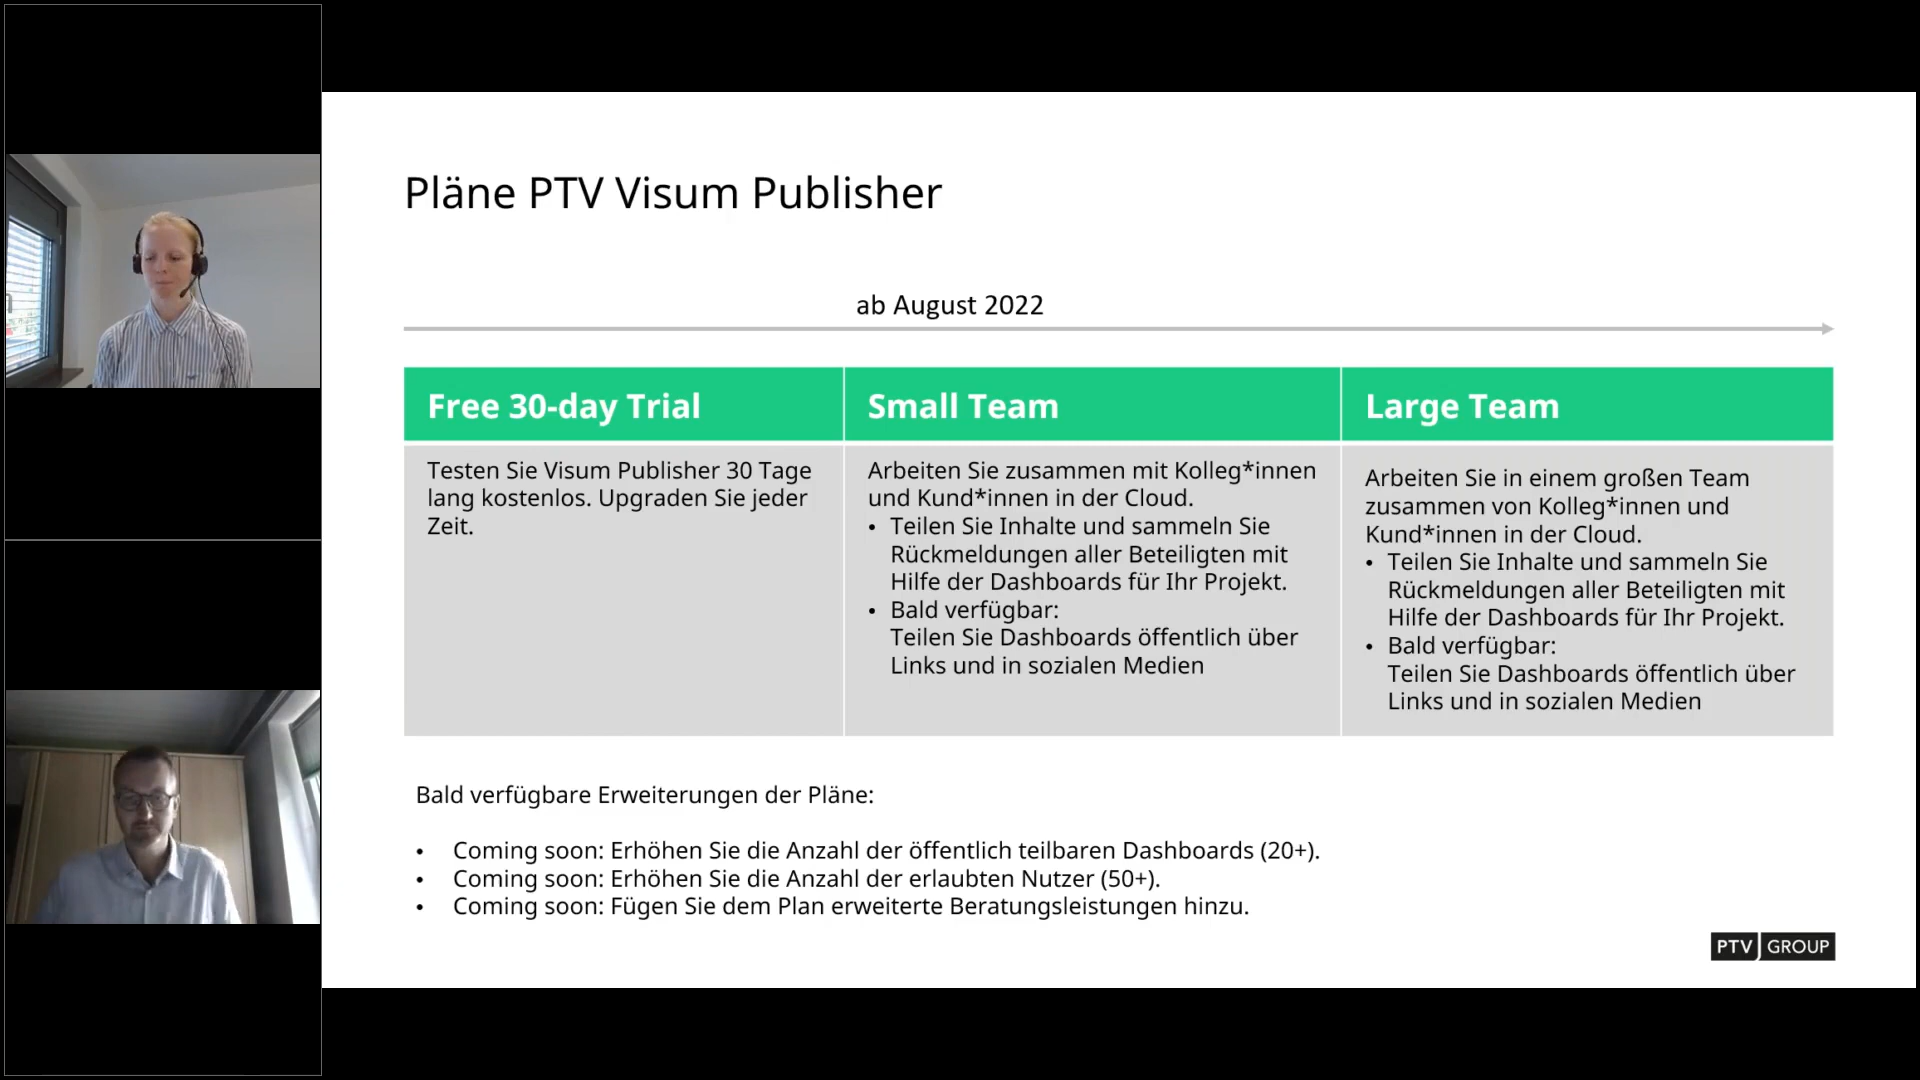 Pläne PTV Visum Publisher
ab August 2022
Free 30-day Trial
Testen Sie Visum Publisher 30 Tage
lang kostenlos. Upgraden Sie jeder
Zeit.
Small Team
Arbeiten Sie zusammen mit Kolleg*innen
und Kund*innen in der Cloud.
• Teilen Sie Inhalte und sammeln Sie
Rückmeldungen aller Beteiligten mit
Hilfe der Dashboards für Ihr Projekt.
• Bald verfügbar:
Teilen Sie Dashboards öffentlich über
Links und in sozialen Medien
Large Team
Arbeiten Sie in einem großen Team
zusammen von Kolleg*innen und
Kund*innen in der Cloud.
• Teilen Sie Inhalte und sammeln Sie
Rückmeldungen aller Beteiligten mit
Hilfe der Dashboards für Ihr Projekt.
• Bald verfügbar:
Teilen Sie Dashboards öffentlich über
Links und in sozialen Medien
Bald verfügbare Erweiterungen der Pläne:
• Coming soon: Erhöhen Sie die Anzahl der öffentlich teilbaren Dashboards (20+).
• Coming soon: Erhöhen Sie die Anzahl der erlaubten Nutzer (50+).
• Coming soon: Fügen Sie dem Plan erweiterte Beratungsleistungen hinzu.
PTV GROUP